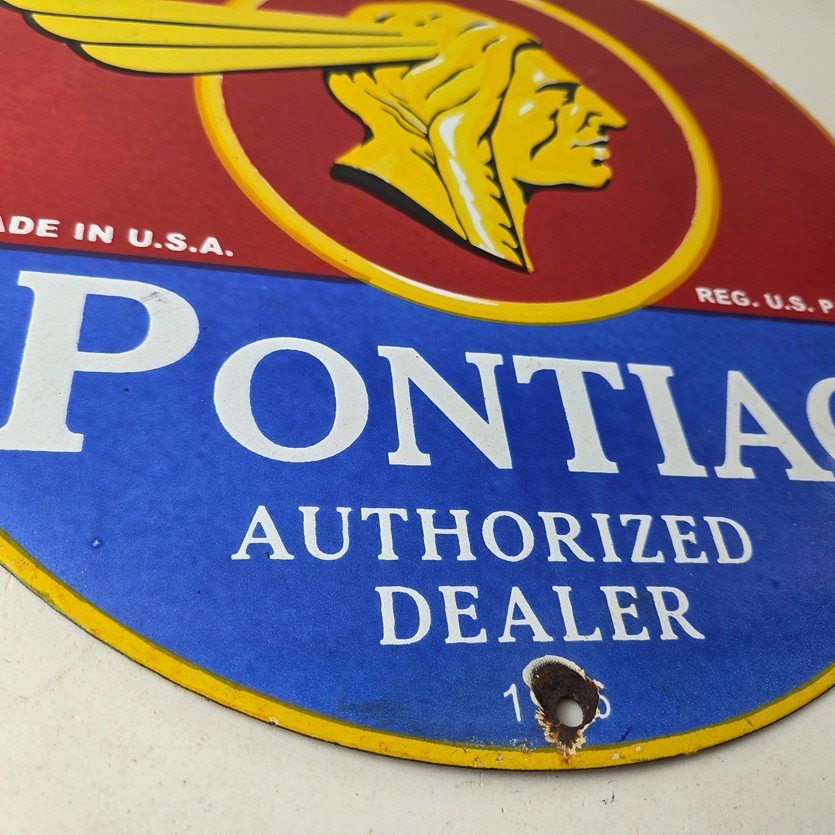 ADE IN U.S.A.
REG. U.S. P
PONTIAC
AUTHORIZED
DEALER